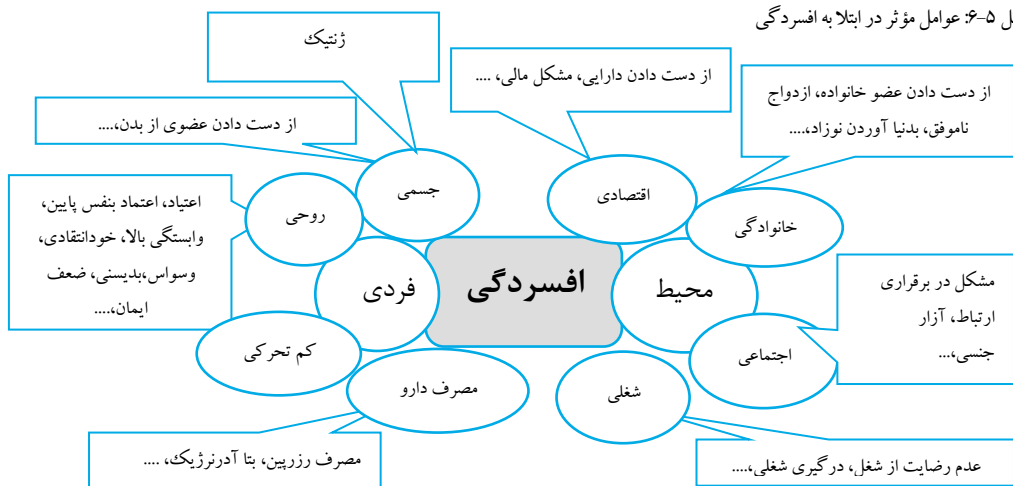 ل ۵-۶: عوامل مؤثر در ابتلا به افسردگی
ژنتیک
از دست دادن دارایی، مشکل مالی، ....
از دست دادن عضو خانواده، ازدواج
ناموفق، بدنیا آوردن نوزاد،....
از دست دادن عضوی از بدن،....
جسمی
اقتصادی
خانوادگی
روحی
اعتیاد، اعتماد بنفس پایین،
وابستگی بالا، خودانتقادی،
وسواس،بدیسنی، ضعف
ایمان،....
افسردگی
فردی
محیط
مشکل در برقراری
ارتباط، آزار
جنسی،...
اجتماعی
کم تحرکی
مصرف دارو
شغلی
مصرف رزرپین، بتا آدرنرژیک، ....
عدم رضایت از شغل، درگیری شغلی،....